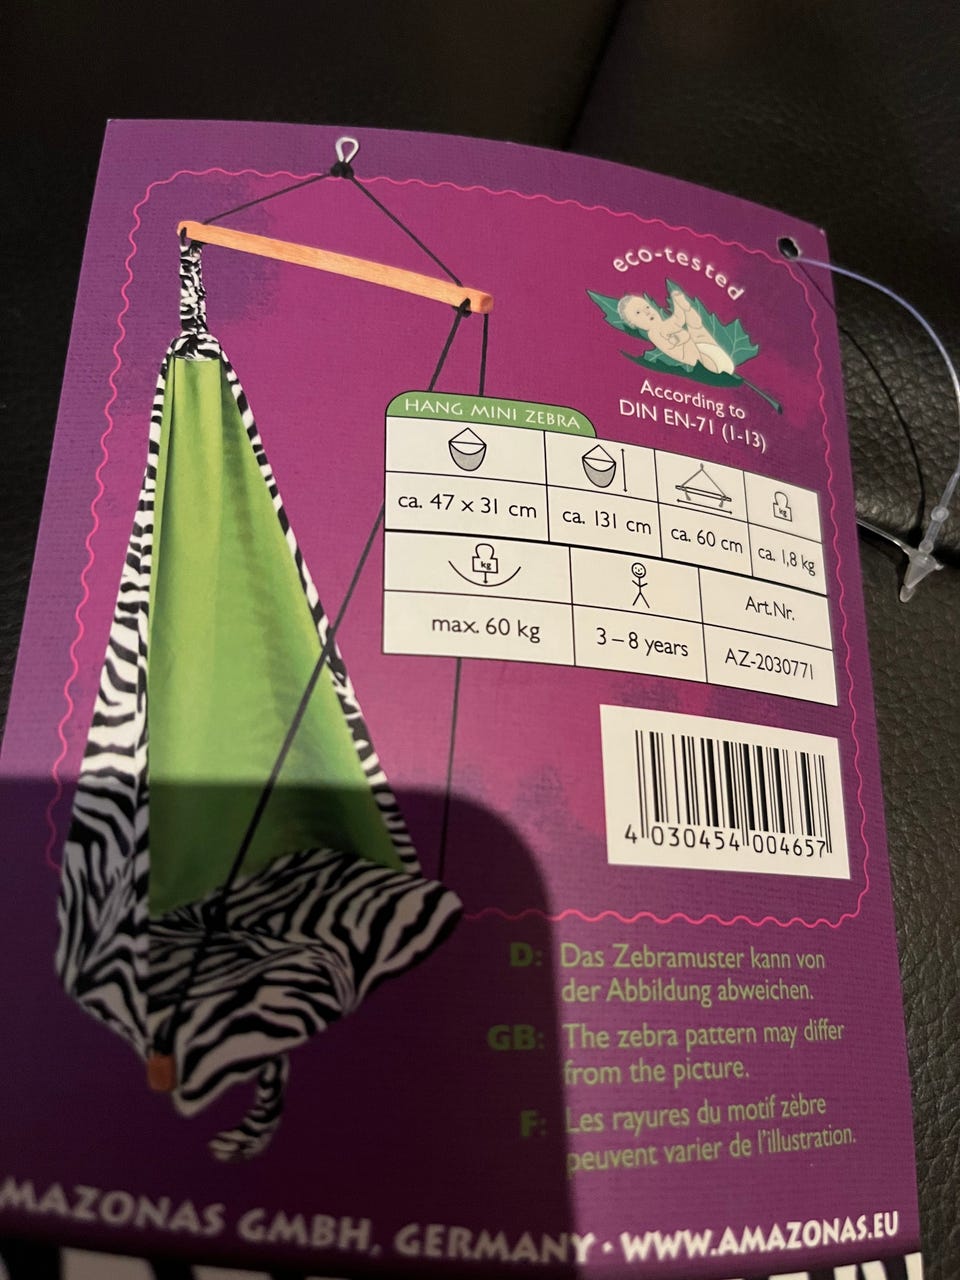 eco-tested
According to
DIN EN-71 (1-13)
HANG MINI ZEBRA
ca. 47 x 31 cm
ca. 131 cm
ca. 60 cm
kg
ca. 1,8 kg
kg
max. 60 kg
3 – 8 years
Art.Nr.
AZ-2030771
4 030454 004657
D: Das Zebramuster kann von
der Abbildung abweichen.
GB: The zebra pattern may differ
from the picture.
F: Les rayures du motif zèbre
peuvent varier de l'illustration.
MAZONAS GMBH, GERMANY · WWW.AMAZONAS.EU